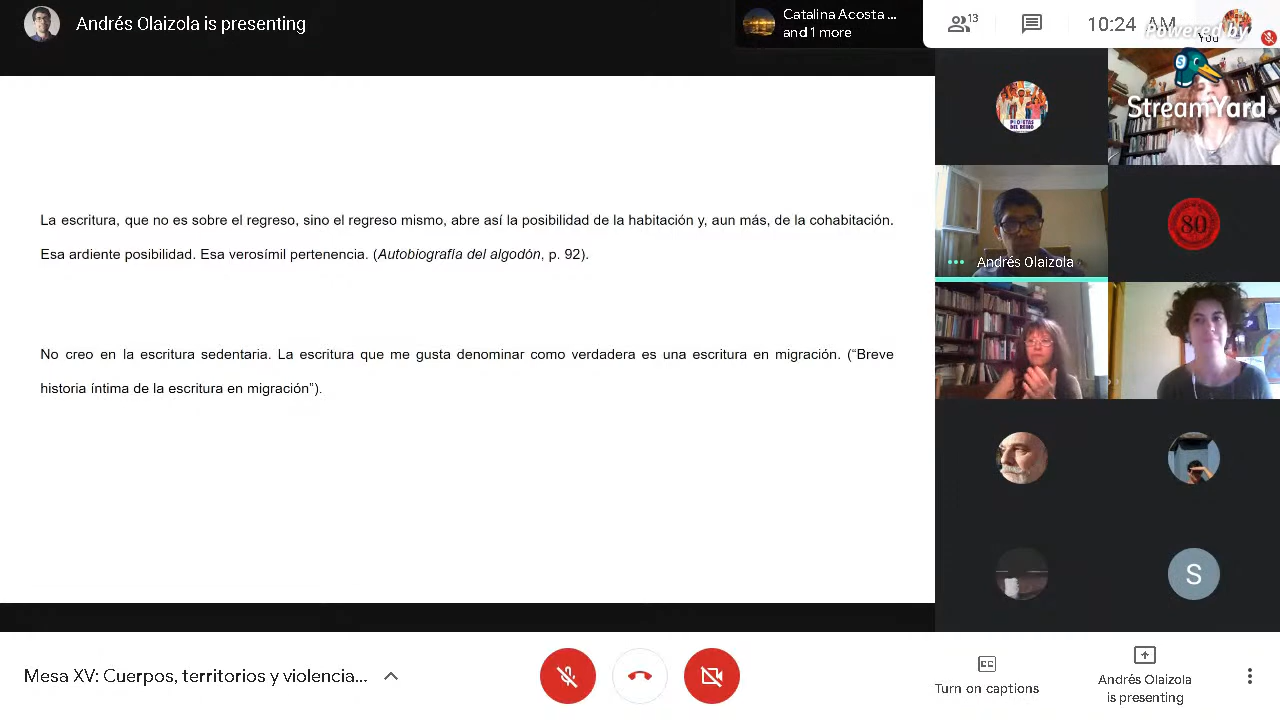 Andrés Olaizola is presenting
Catalina Acosta ...
and 1 more
13
10:24 AM
You
Powered by
StreamYard
PROFETAS
DEL REINO
80
Andrés Olaizola
La escritura, que no es sobre el regreso, sino el regreso mismo, abre así la posibilidad de la habitación y, aun más, de la cohabitación.
Esa ardiente posibilidad. Esa verosímil pertenencia. (Autobiografía del algodón, p. 92).
No creo en la escritura sedentaria. La escritura que me gusta denominar como verdadera es una escritura en migración. (“Breve
historia íntima de la escritura en migración”).
S
Mesa XV: Cuerpos, territorios y violencia...
CC
Turn on captions
Andrés Olaizola
is presenting